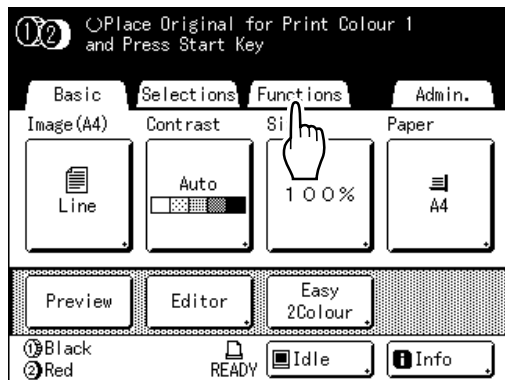 ①② Place Original for Print Colour 1
and Press Start Key
Basic Selections Functions Admin.
Image(A4) Contrast Paper
Line Auto 100% A4
Preview Editor Easy
2Colour
①Black
②Red READY Idle Info